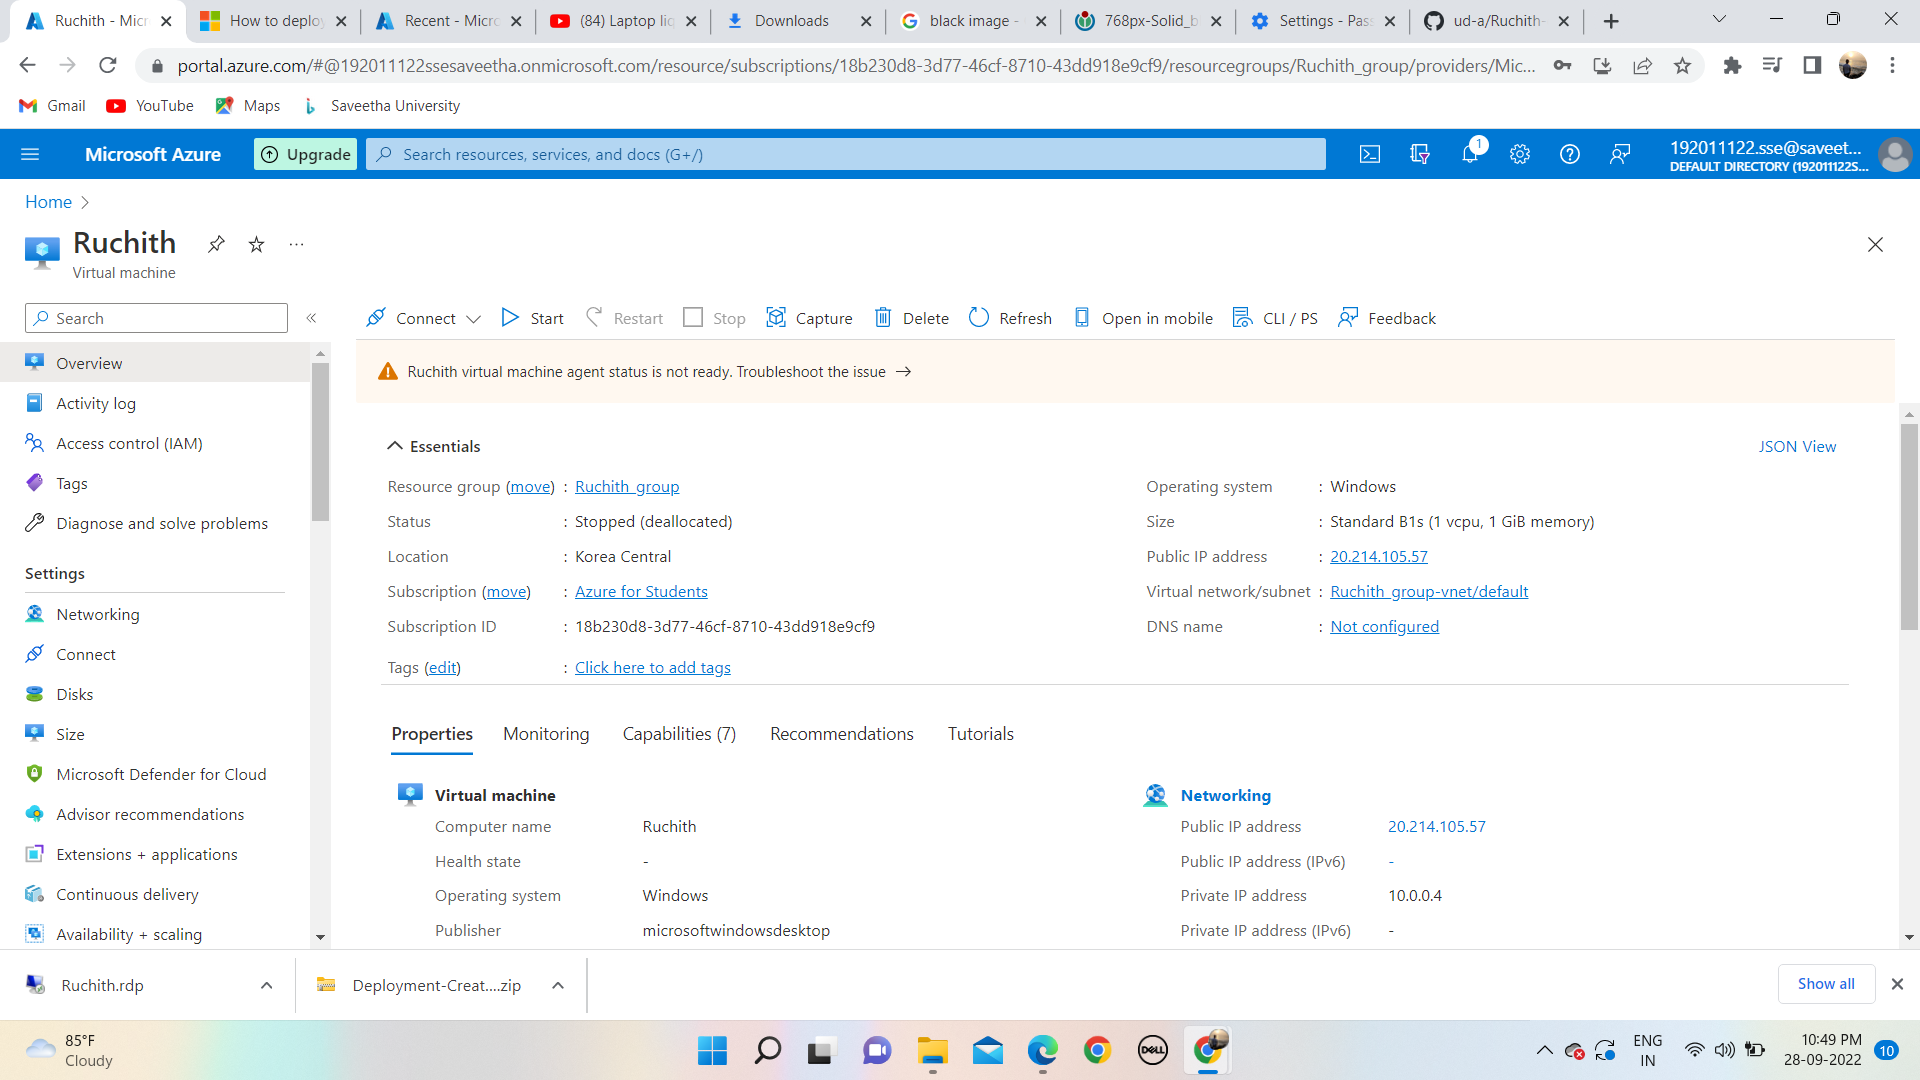 Ruchith - Micr
How to deploy
Recent - Micro
(84) Laptop liq
Downloads
black image -
768px-Solid_b
Settings - Pass
ud-a/Ruchith-
portal.azure.com/#@192011122ssesaveetha.onmicrosoft.com/resource/subscriptions/18b230d8-3d77-46cf-8710-43dd918e9cf9/resourcegroups/Ruchith_group/providers/Mic...
Gmail
YouTube
Maps
Saveetha University
Microsoft Azure
Upgrade
Search resources, services, and docs (G+/)
1
192011122.sse@saveet...
DEFAULT DIRECTORY (192011122S...
Home
Ruchith
Virtual machine
Search
Connect
Start
Restart
Stop
Capture
Delete
Refresh
Open in mobile
CLI / PS
Feedback
Overview
Activity log
Access control (IAM)
Tags
Diagnose and solve problems
Settings
Networking
Connect
Disks
Size
Microsoft Defender for Cloud
Advisor recommendations
Extensions + applications
Continuous delivery
Availability + scaling
Ruchith virtual machine agent status is not ready. Troubleshoot the issue →
Essentials
JSON View
Resource group (move) : Ruchith_group
Status : Stopped (deallocated)
Location : Korea Central
Subscription (move) : Azure for Students
Subscription ID : 18b230d8-3d77-46cf-8710-43dd918e9cf9
Tags (edit) : Click here to add tags
Operating system : Windows
Size : Standard B1s (1 vcpu, 1 GiB memory)
Public IP address : 20.214.105.57
Virtual network/subnet : Ruchith_group-vnet/default
DNS name : Not configured
Properties
Monitoring
Capabilities (7)
Recommendations
Tutorials
Virtual machine
Computer name Ruchith
Health state -
Operating system Windows
Publisher microsoftwindowsdesktop
Networking
Public IP address 20.214.105.57
Public IP address (IPv6) -
Private IP address 10.0.0.4
Private IP address (IPv6) -
Ruchith.rdp
Deployment-Creat....zip
Show all
85°F
Cloudy
DELL
ENG
IN
10:49 PM
28-09-2022
10